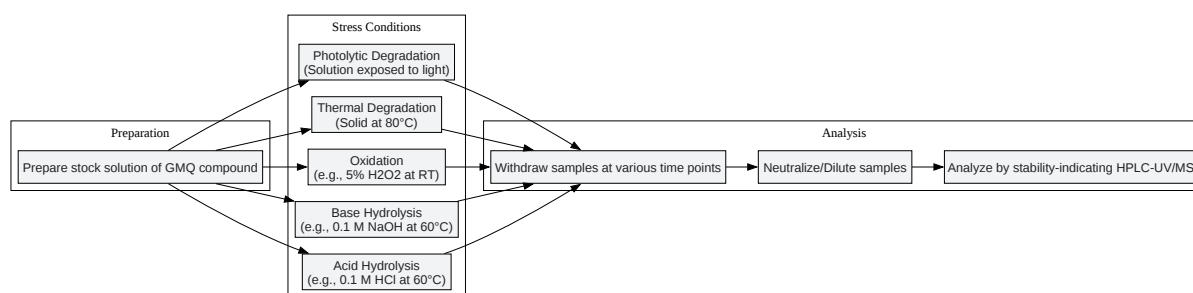 Stress Conditions
Photolytic Degradation
(Solution exposed to light)
Thermal Degradation
(Solid at 80°C)
Preparation
Analysis
Prepare stock solution of GMQ compound
Oxidation
(e.g., 5% H2O2 at RT)
Withdraw samples at various time points
Neutralize/Dilute samples
Analyze by stability-indicating HPLC-UV/MS
Base Hydrolysis
(e.g., 0.1 M NaOH at 60°C)
Acid Hydrolysis
(e.g., 0.1 M HCl at 60°C)